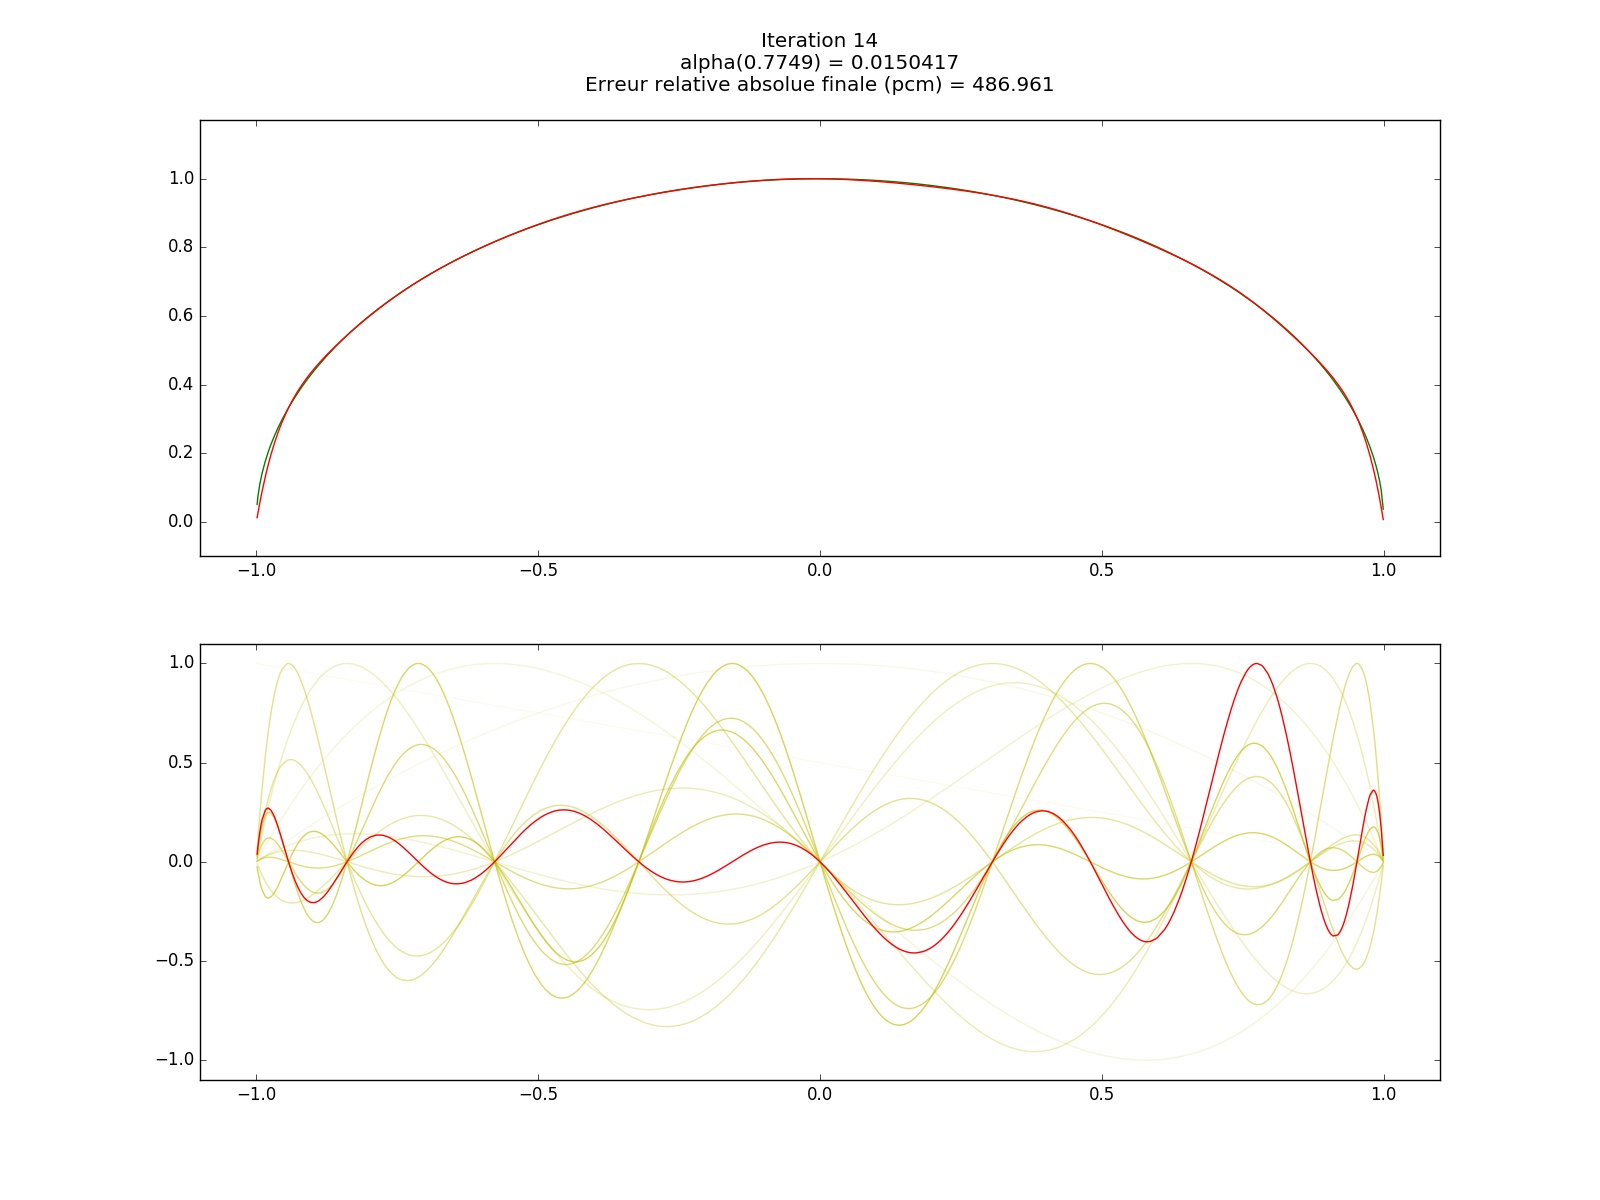 Iteration 14
alpha(0.7749) = 0.0150417
Erreur relative absolue finale (pcm) = 486.961
1.0
0.8
0.6
0.4
0.2
0.0
−1.0 −0.5 0.0 0.5 1.0
1.0
0.5
0.0
−0.5
−1.0
−1.0 −0.5 0.0 0.5 1.0